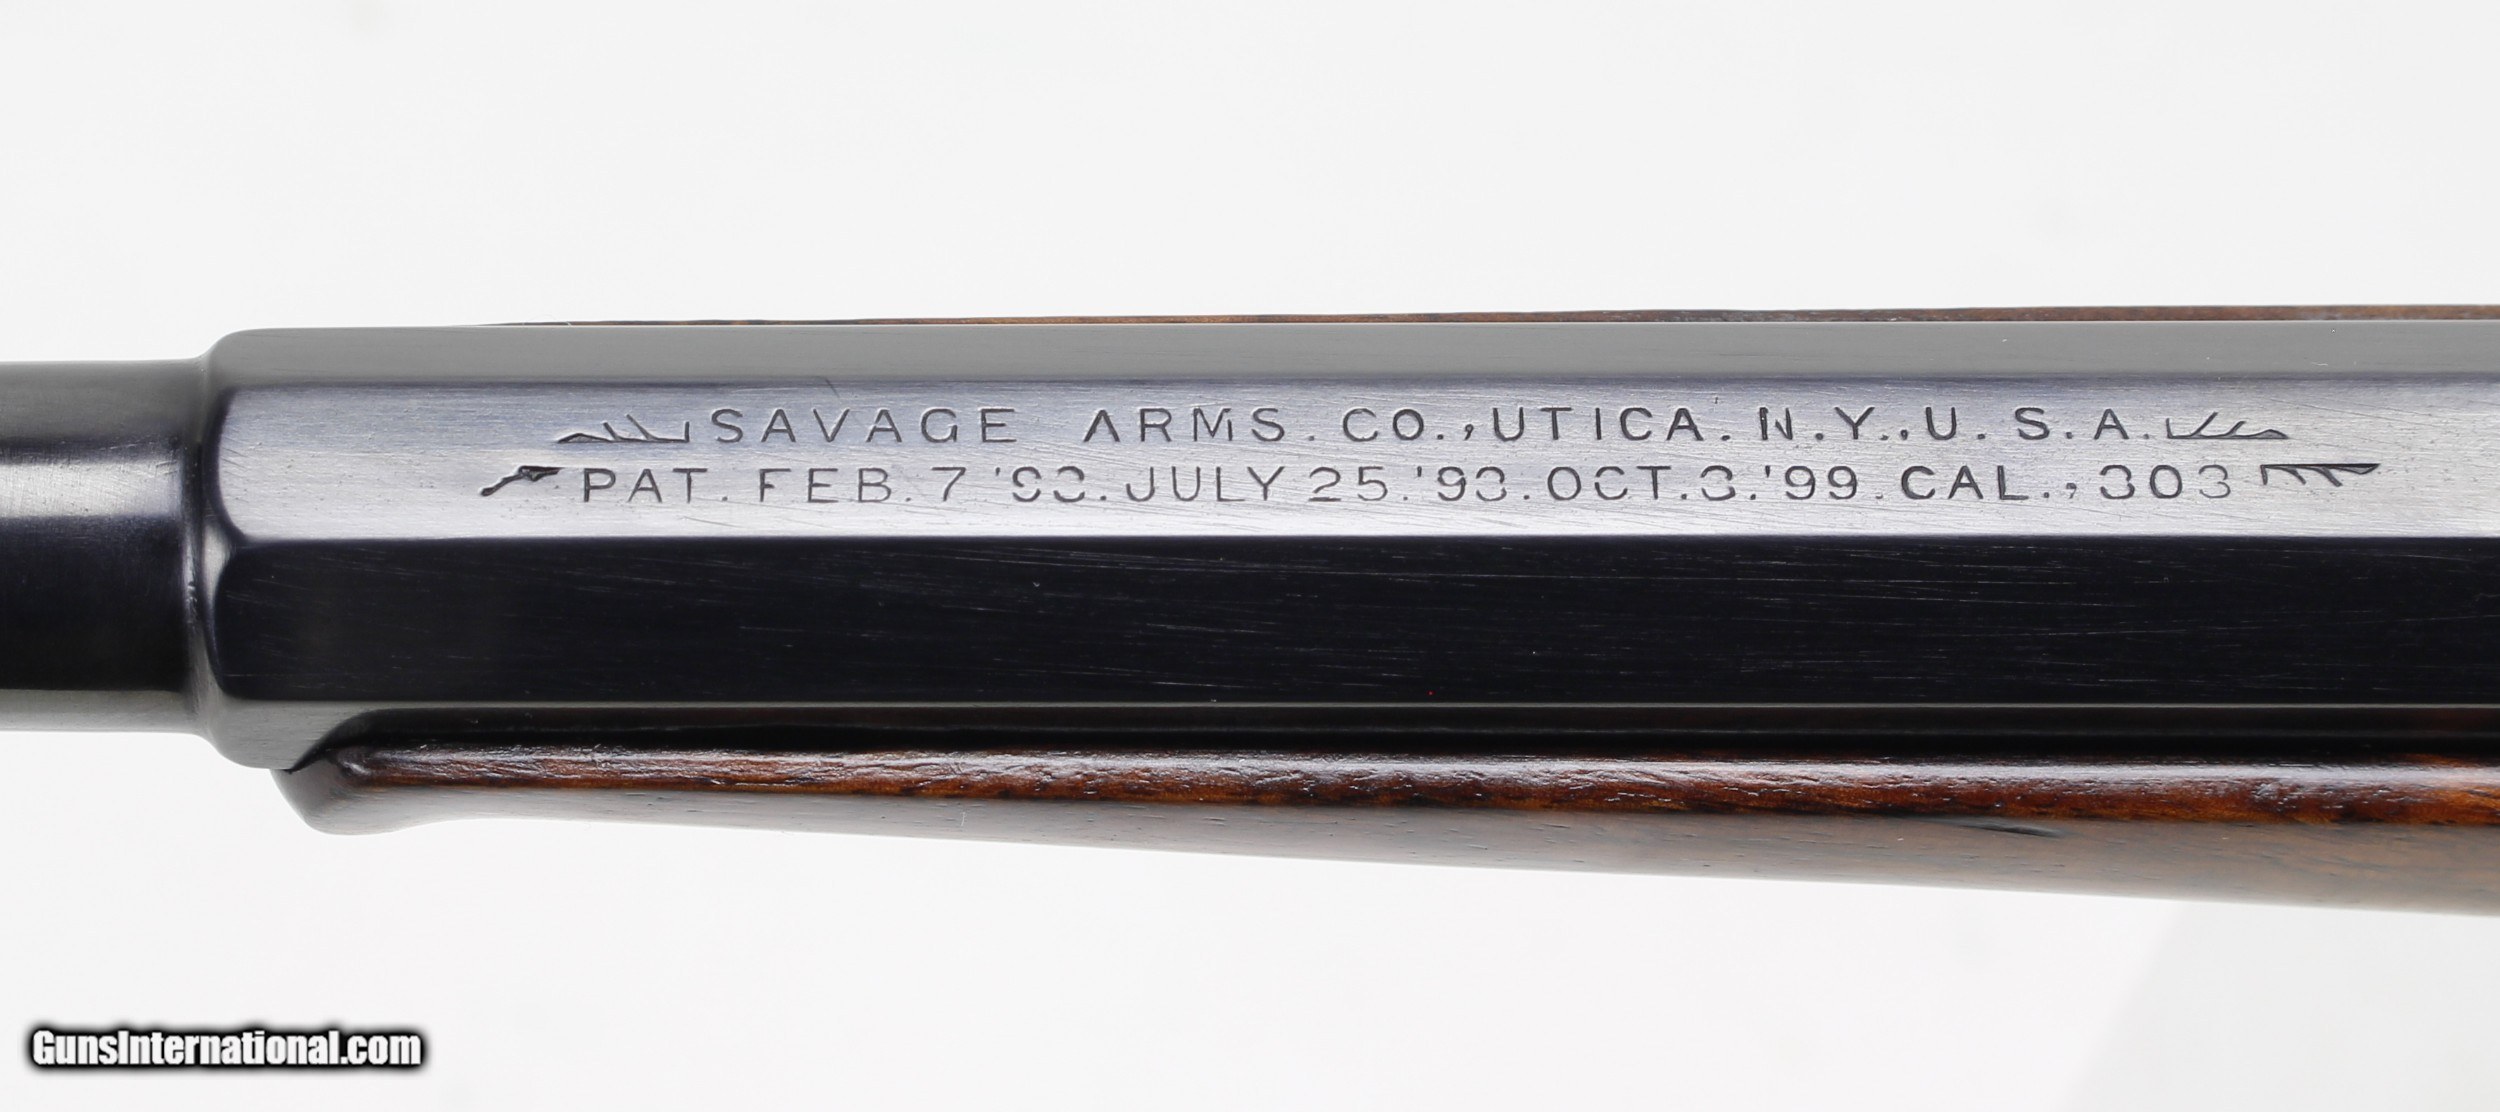 SAVAGE ARMS. CO., UTICA. N.Y., U.S.A.
PAT. FEB. 7 '93. JULY 25. '93. OCT. 3. '99. CAL., 303
GunsInternational.com